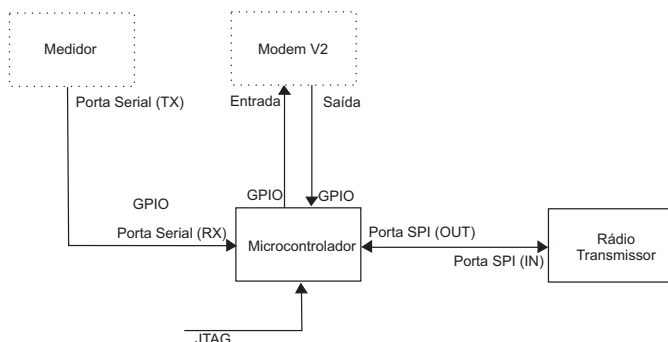 Medidor
Modem V2
Porta Serial (TX)
Entrada
Saída
GPIO
GPIO
GPIO
Porta Serial (RX)
Microcontrolador
Porta SPI (OUT)
Porta SPI (IN)
Rádio
Transmissor
JTAG